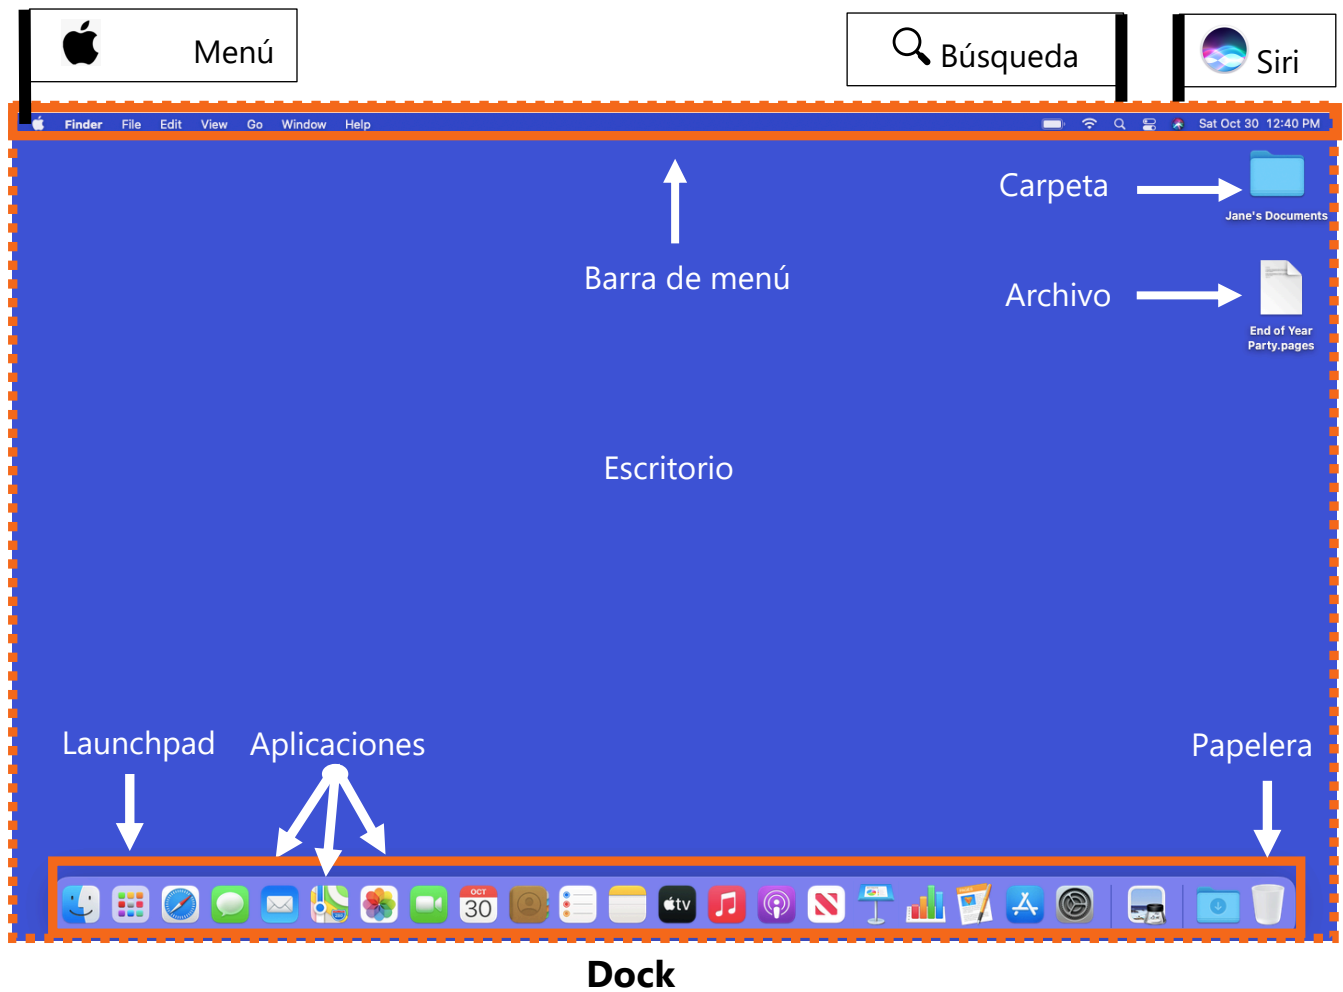 Menú
Búsqueda
Siri
Finder File Edit View Go Window Help
Sat Oct 30 12:40 PM
Carpeta
Jane's Documents
Barra de menú
Archivo
End of Year
Party.pages
Escritorio
Launchpad
Aplicaciones
Papelera
OCT
30
tv
Dock